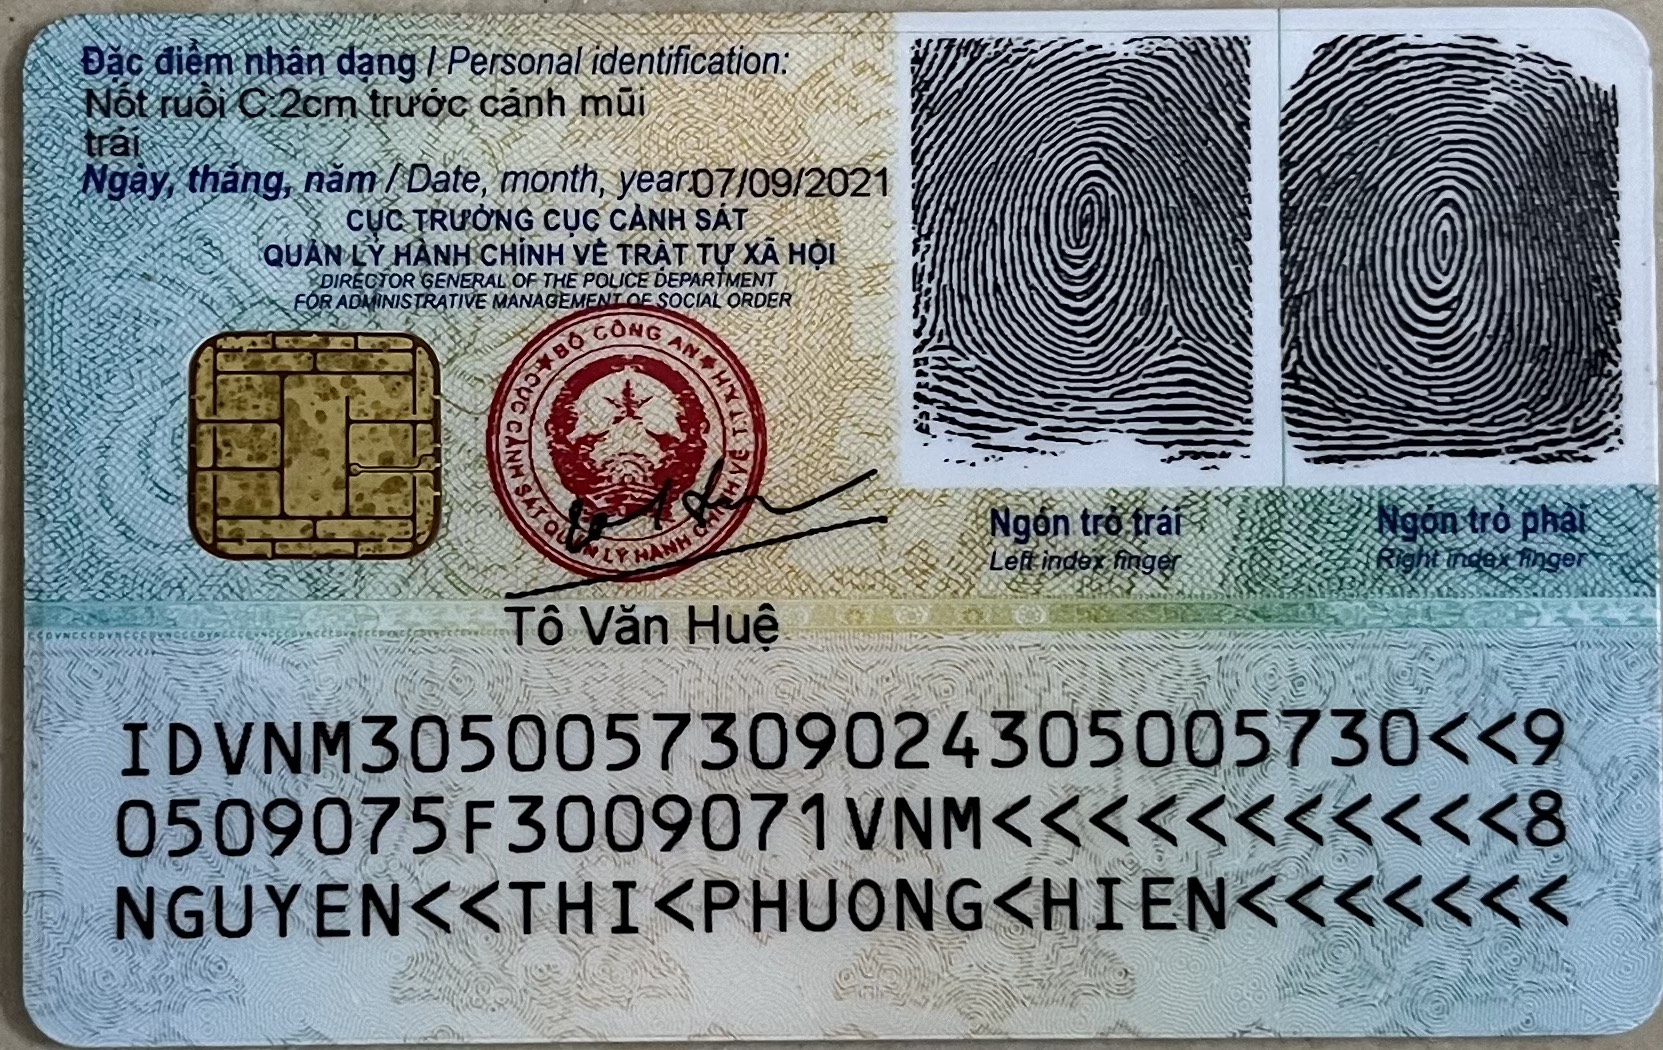 Đặc điểm nhân dạng / Personal identification:
Nốt ruồi C:2cm trước cánh mũi
trái
Ngày, tháng, năm / Date, month, year:07/09/2021
CỤC TRƯỞNG CỤC CẢNH SÁT
QUẢN LÝ HÀNH CHÍNH VỀ TRẬT TỰ XÃ HỘI
DIRECTOR GENERAL OF THE POLICE DEPARTMENT
FOR ADMINISTRATIVE MANAGEMENT OF SOCIAL ORDER
BỘ CÔNG AN
CỤC CẢNH SÁT QUẢN LÝ HÀNH CHÍNH VỀ TTXH
Ngón trỏ trái
Left index finger
Ngón trỏ phải
Right index finger
Tô Văn Huệ
IDVNM3050057309024305005730<<9
0509075F3009071VNM<<<<<<<<<<<8
NGUYEN<<THI<PHUONG<HIEN<<<<<<<